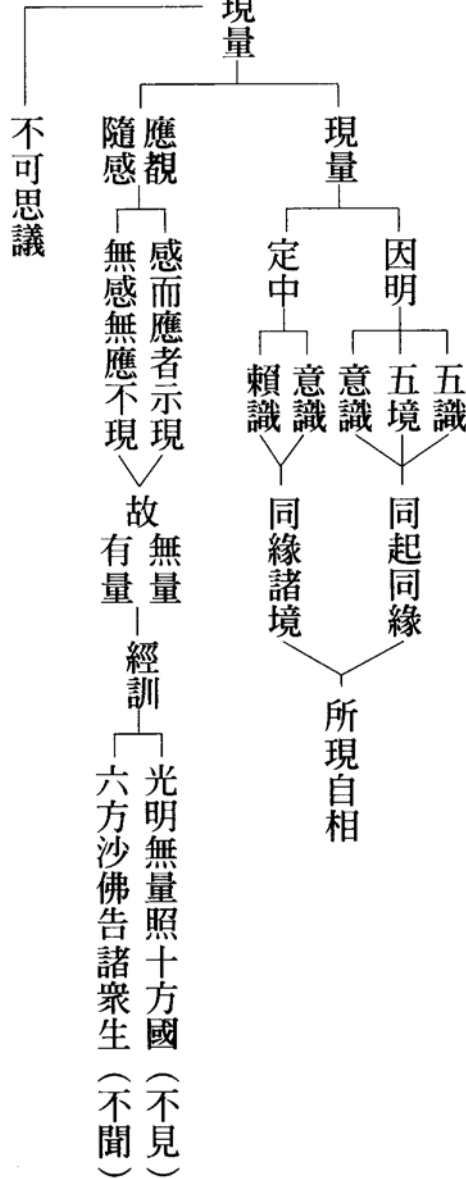 現量
現量
因明
五識
五境
意識
同起同緣
定中
意識
賴識
同緣諸境
所現自相
應觀
隨感
感而應者示現
無感無應不現
故
無量
有量
經訓
光明無量照十方國（不見）
六方沙佛告諸衆生（不聞）
不可思議